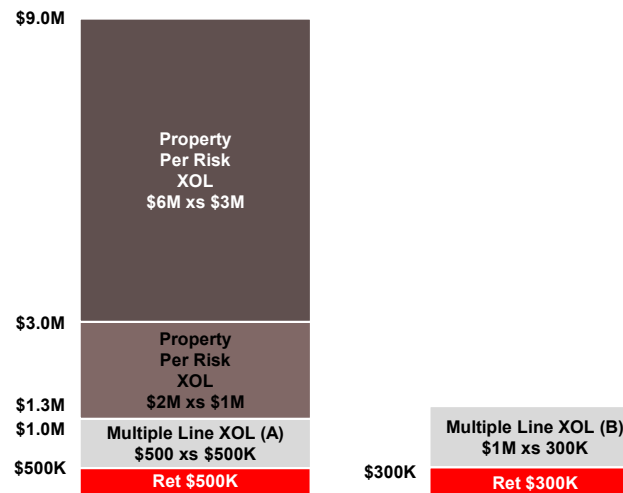 $9.0M
Property
Per Risk
XOL
$6M xs $3M
$3.0M
Property
Per Risk
XOL
$2M xs $1M
$1.3M
$1.0M
Multiple Line XOL (A)
$500 xs $500K
$500K
Ret $500K
Multiple Line XOL (B)
$1M xs 300K
$300K
Ret $300K